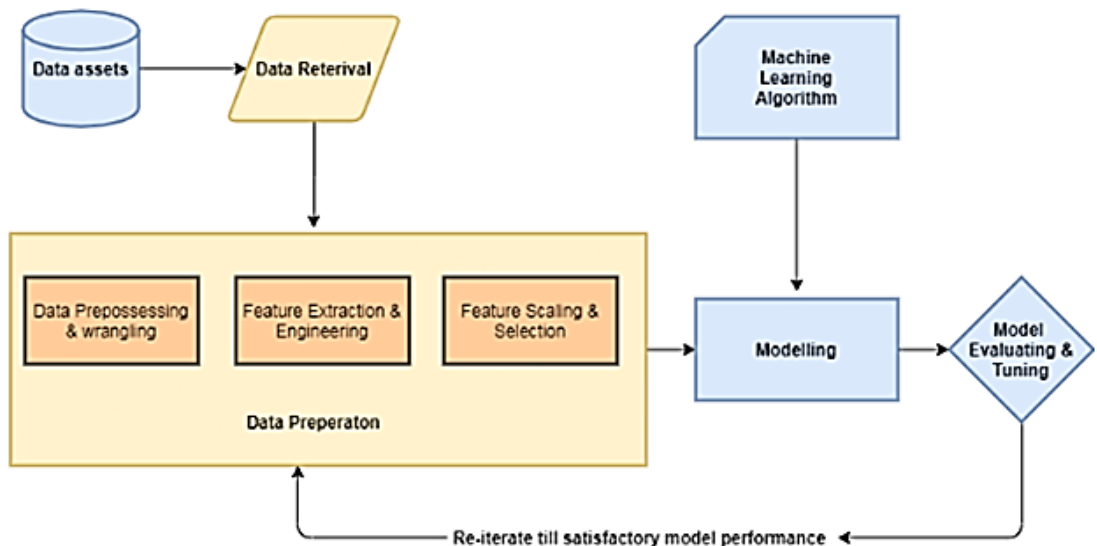 Data assets
Data Reterival
Machine
Learning
Algorithm
Data Prepossessing
& wrangling
Feature Extraction &
Engineering
Feature Scaling &
Selection
Data Preperaton
Modelling
Model
Evaluating &
Tuning
Re-iterate till satisfactory model performance